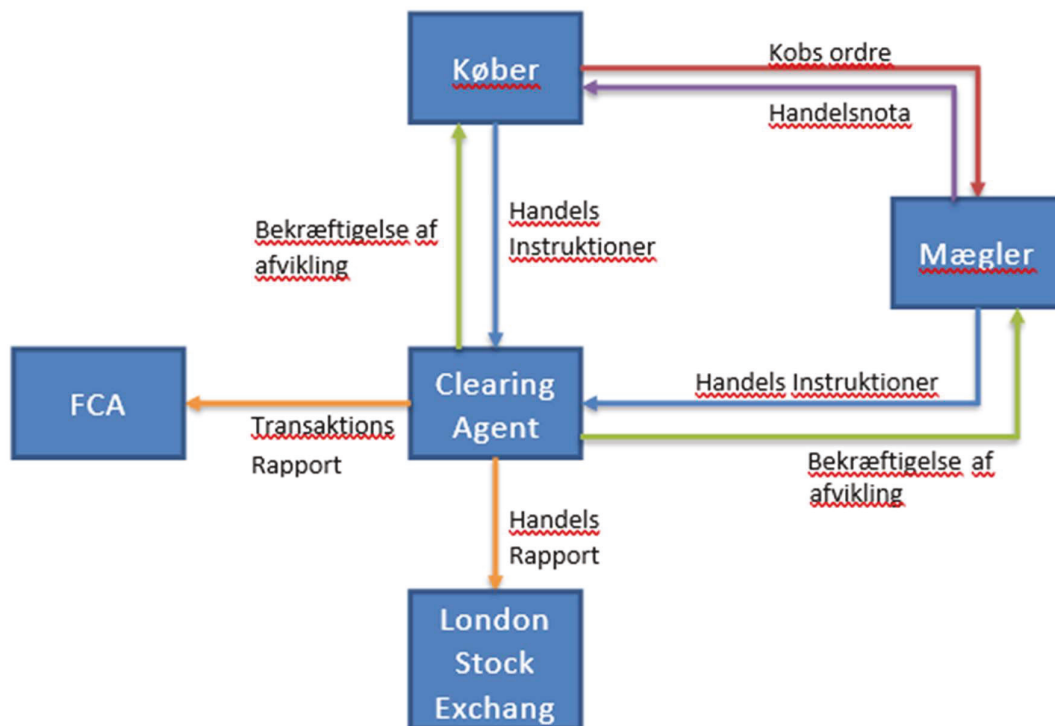 Køber
Kobs ordre
Handelsnota
Bekræftigelse af
afvikling
Handels
Instruktioner
Mægler
FCA
Transaktions
Rapport
Clearing
Agent
Handels Instruktioner
Bekræftigelse af
afvikling
Handels
Rapport
London
Stock
Exchang